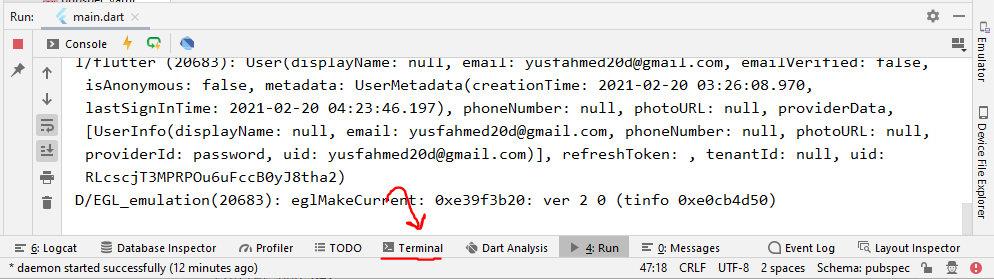 Run: main.dart
Console
I/flutter (20683): User(displayName: null, email: yusfahmed20d@gmail.com, emailVerified: false,
isAnonymous: false, metadata: UserMetadata(creationTime: 2021-02-20 03:26:08.970,
lastSignInTime: 2021-02-20 04:23:46.197), phoneNumber: null, photoURL: null, providerData,
[UserInfo(displayName: null, email: yusfahmed20d@gmail.com, phoneNumber: null, photoURL: null,
providerId: password, uid: yusfahmed20d@gmail.com)], refreshToken: , tenantId: null, uid:
RLcscjT3MPRPOu6uFccB0yJ8tha2)
D/EGL_emulation(20683): eglMakeCurrent: 0xe39f3b20: ver 2 0 (tinfo 0xe0cb4d50)
Emulator
Device File Explorer
6: Logcat Database Inspector Profiler TODO Terminal Dart Analysis 4: Run 0: Messages Event Log Layout Inspector
* daemon started successfully (12 minutes ago) 47:18 CRLF UTF-8 2 spaces Schema: pubspec